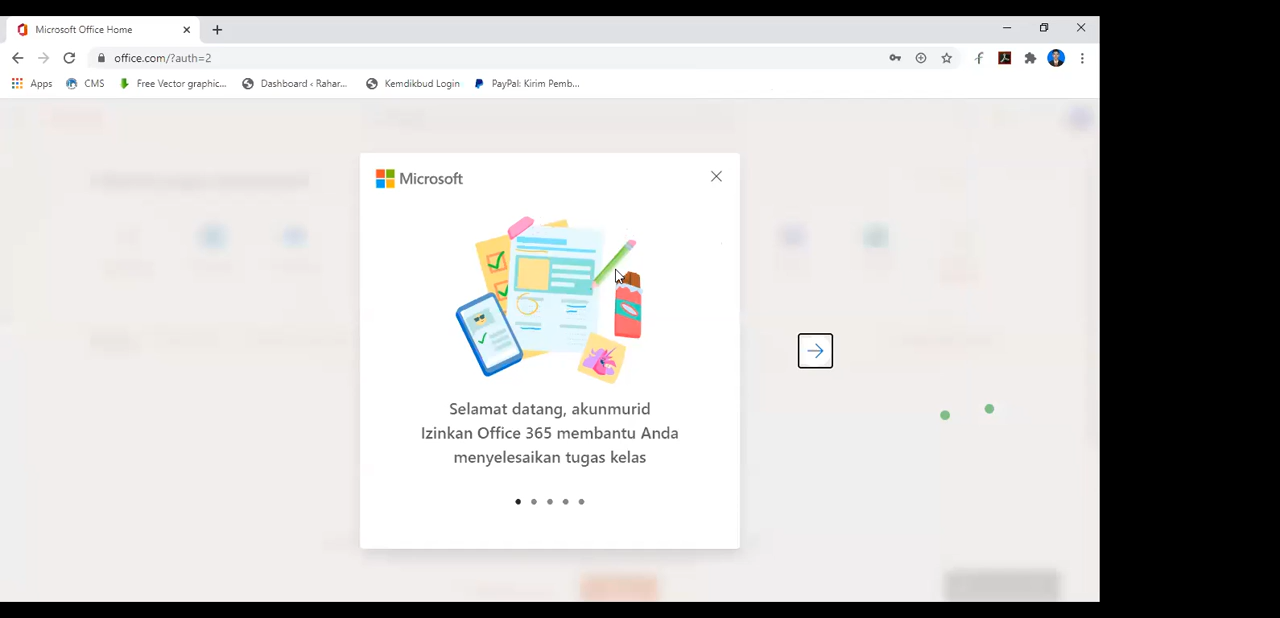 Microsoft Office Home
office.com/?auth=2
Apps CMS Free Vector graphic... Dashboard ‹ Rahar... Kemdikbud Login PayPal: Kirim Pemb...
Microsoft
Selamat datang, akunmurid
Izinkan Office 365 membantu Anda
menyelesaikan tugas kelas